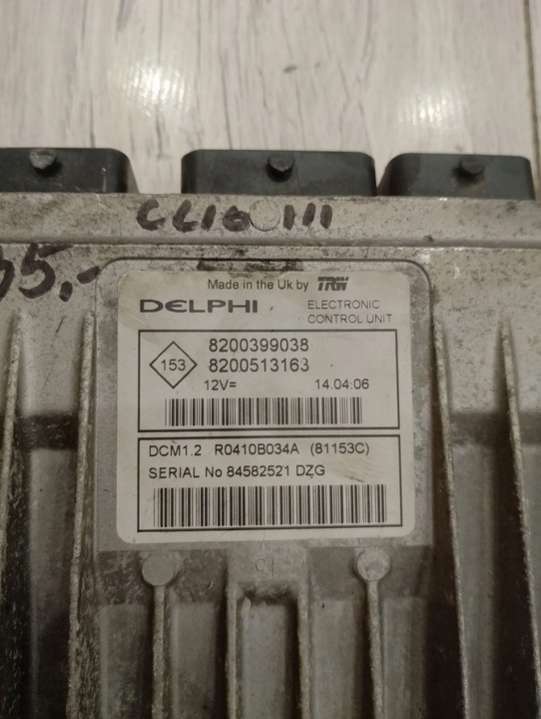 CLIO III
35,-
Made in the Uk by TRW
DELPHI ELECTRONIC
CONTROL UNIT
153
8200399038
8200513163
12V= 14.04:06
DCM1.2 R0410B034A (81153C)
SERIAL No 84582521 DZG